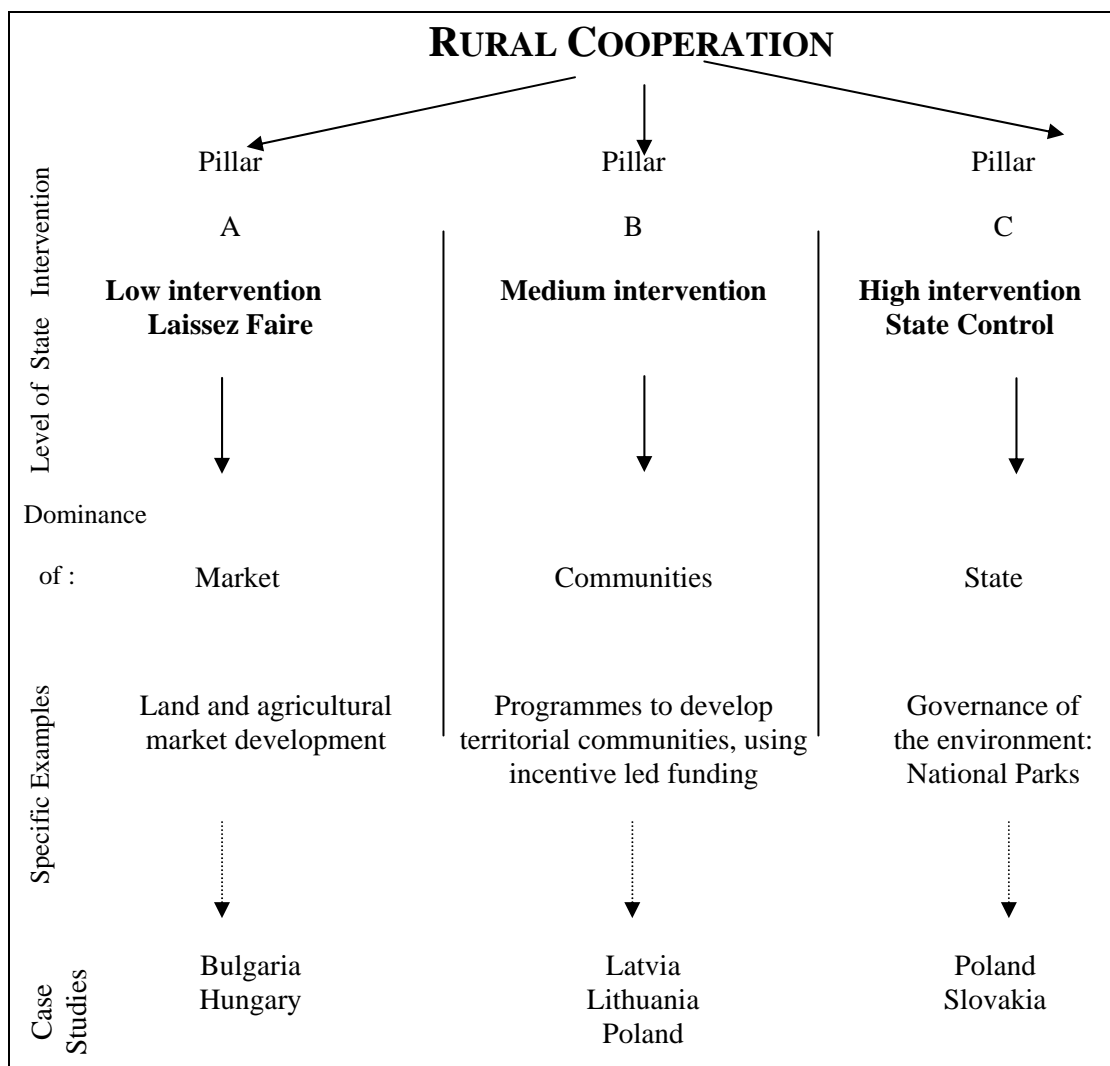 RURAL COOPERATION
Pillar Pillar Pillar
A B C
Level of State Intervention
Low intervention Medium intervention High intervention
Laissez Faire State Control
Dominance
of : Market Communities State
Specific Examples
Land and agricultural Programmes to develop Governance of
market development territorial communities, using the environment:
incentive led funding National Parks
Case
Studies
Bulgaria Latvia Poland
Hungary Lithuania Slovakia
Poland